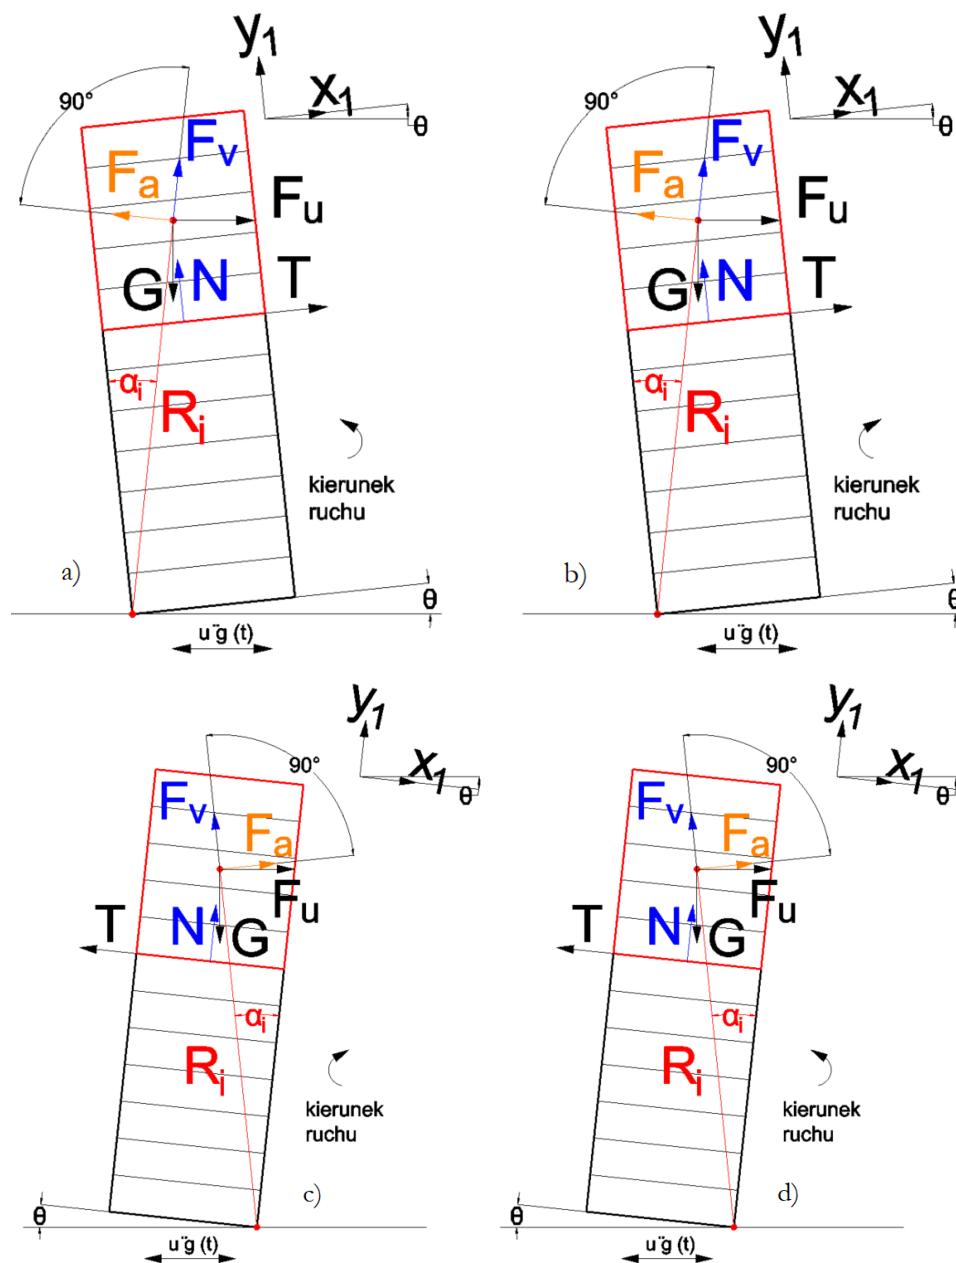 y₁
90°
x₁
θ
Fᵥ
Fₐ
Fᵤ
G
N
T
αᵢ
Rᵢ
kierunek
ruchu
a)
θ
u¨g (t)
y₁
90°
x₁
θ
Fᵥ
Fₐ
Fᵤ
G
N
T
αᵢ
Rᵢ
kierunek
ruchu
b)
θ
u¨g (t)
y₁
90°
x₁
θ
Fᵥ
Fₐ
Fᵤ
T
N
G
αᵢ
Rᵢ
kierunek
ruchu
c)
θ
u¨g (t)
y₁
90°
x₁
θ
Fᵥ
Fₐ
Fᵤ
T
N
G
αᵢ
Rᵢ
kierunek
ruchu
d)
θ
u¨g (t)